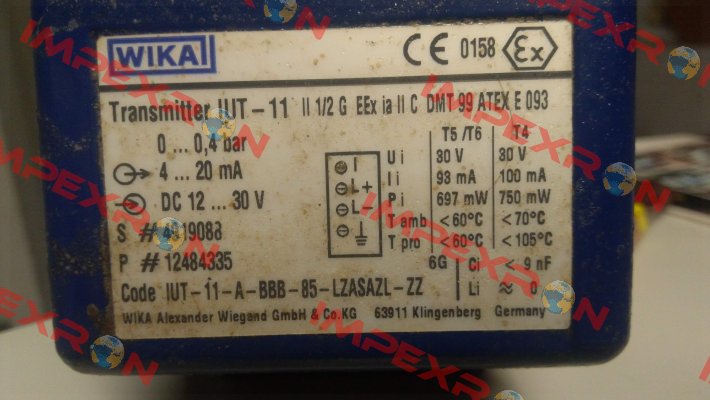 WIKA
CE 0158 Ex
Transmitter IUT-11 II 1/2 G EEx ia II C DMT 99 ATEX E 093
0 ... 0,4 bar
4 ... 20 mA
DC 12 ... 30 V
S #
P # 12484335
I
L+
L-
T5/T6 T4
Ui 30 V 30 V
Ii 93 mA 100 mA
Pi 697 mW 750 mW
T amb <60°C <70°C
T pro <60°C <105°C
6G Ci < 9 nF
Li ≈ 0
Code IUT-11-A-BBB-85-LZASAZL-ZZ
WIKA Alexander Wiegand GmbH & Co.KG 63911 Klingenberg Germany
IMPEXRON